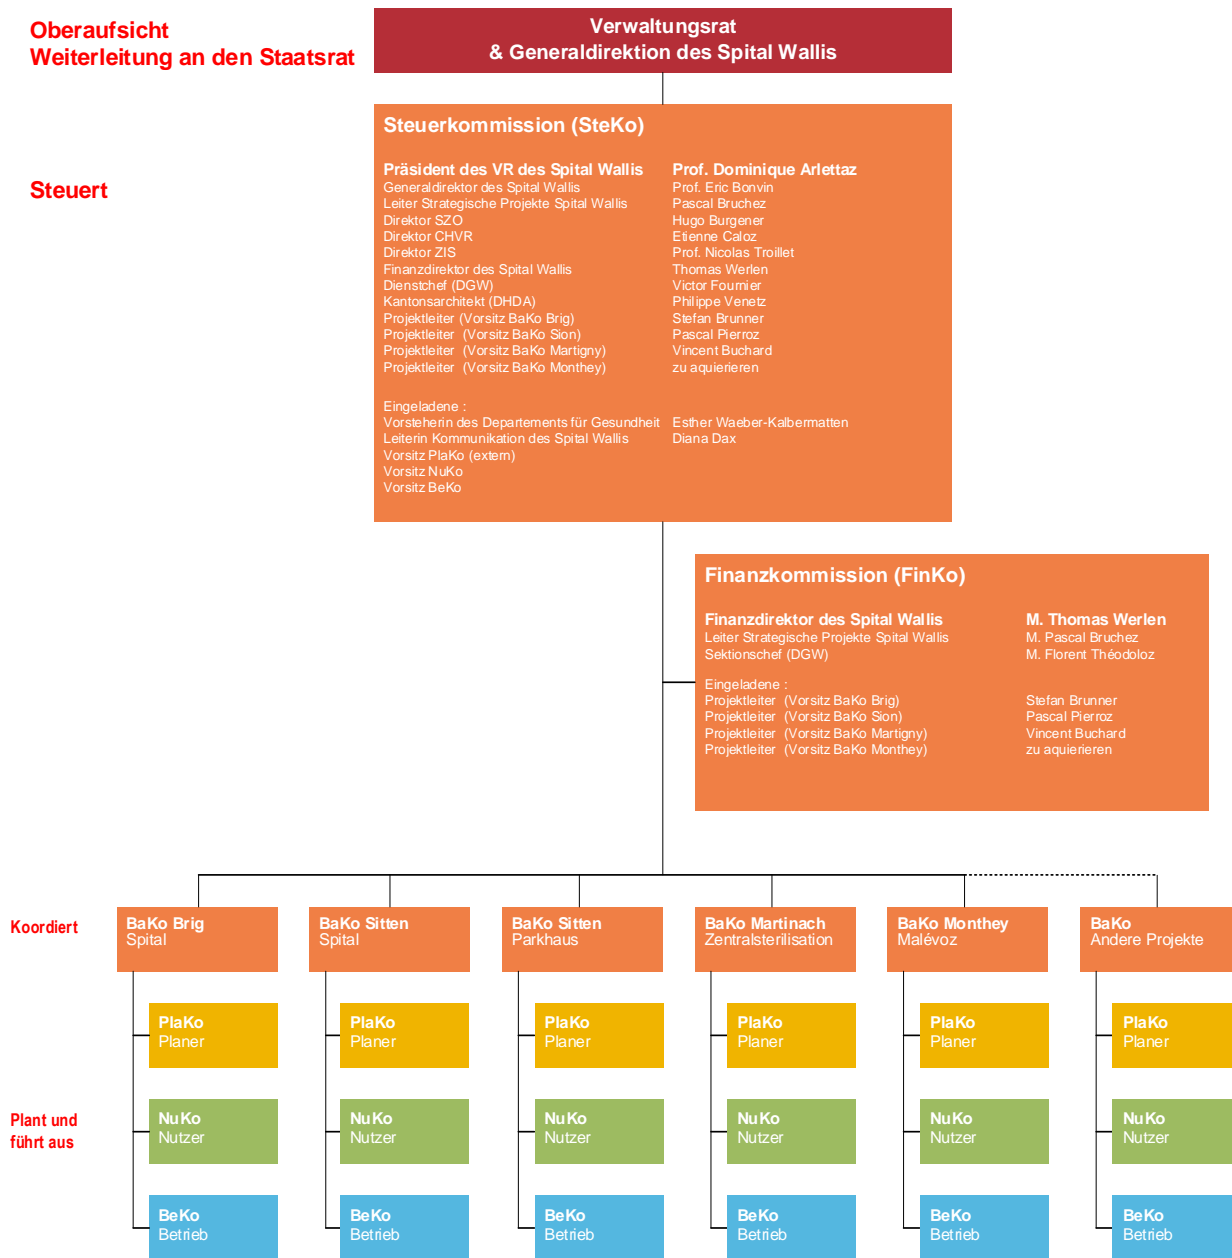 Oberaufsicht
Weiterleitung an den Staatsrat
Verwaltungsrat
& Generaldirektion des Spital Wallis
Steuert
Steuerkommission (SteKo)
Präsident des VR des Spital Wallis Prof. Dominique Arlettaz
Generaldirektor des Spital Wallis Prof. Eric Bonvin
Leiter Strategische Projekte Spital Wallis Pascal Bruchez
Direktor SZO Hugo Burgener
Direktor CHVR Etienne Caloz
Direktor ZIS Prof. Nicolas Troillet
Finanzdirektor des Spital Wallis Thomas Werlen
Dienstchef (DGW) Victor Fournier
Kantonsarchitekt (DHDA) Philippe Venetz
Projektleiter (Vorsitz BaKo Brig) Stefan Brunner
Projektleiter (Vorsitz BaKo Sion) Pascal Pierroz
Projektleiter (Vorsitz BaKo Martigny) Vincent Buchard
Projektleiter (Vorsitz BaKo Monthey) zu aquierieren
Eingeladene :
Vorsteherin des Departements für Gesundheit Esther Waeber-Kalbermatten
Leiterin Kommunikation des Spital Wallis Diana Dax
Vorsitz PlaKo (extern)
Vorsitz NuKo
Vorsitz BeKo
Finanzkommission (FinKo)
Finanzdirektor des Spital Wallis M. Thomas Werlen
Leiter Strategische Projekte Spital Wallis M. Pascal Bruchez
Sektionschef (DGW) M. Florent Théodoloz
Eingeladene :
Projektleiter (Vorsitz BaKo Brig) Stefan Brunner
Projektleiter (Vorsitz BaKo Sion) Pascal Pierroz
Projektleiter (Vorsitz BaKo Martigny) Vincent Buchard
Projektleiter (Vorsitz BaKo Monthey) zu aquierieren
Koordiert
BaKo Brig
Spital
BaKo Sitten
Spital
BaKo Sitten
Parkhaus
BaKo Martinach
Zentralsterilisation
BaKo Monthey
Malévoz
BaKo
Andere Projekte
PlaKo
Planer
PlaKo
Planer
PlaKo
Planer
PlaKo
Planer
PlaKo
Planer
PlaKo
Planer
Plant und
führt aus
NuKo
Nutzer
NuKo
Nutzer
NuKo
Nutzer
NuKo
Nutzer
NuKo
Nutzer
NuKo
Nutzer
BeKo
Betrieb
BeKo
Betrieb
BeKo
Betrieb
BeKo
Betrieb
BeKo
Betrieb
BeKo
Betrieb